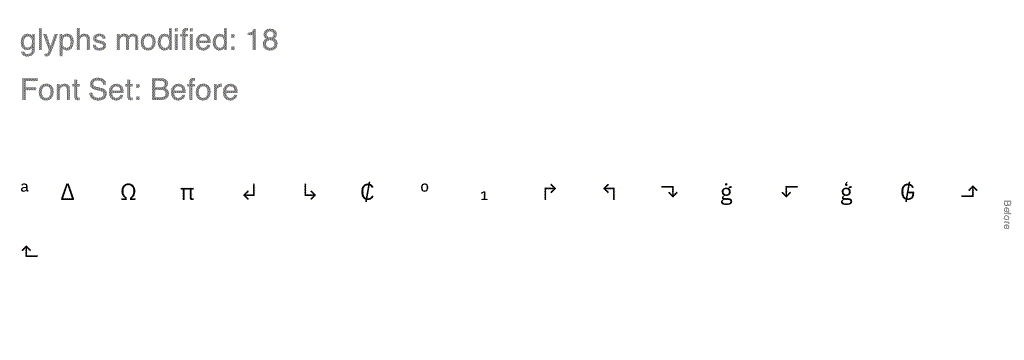 glyphs modified: 18
Font Set: Before
ª ∆ Ω π ↲ ↳ ₵ º ₁ ↱ ↰ ⮧ ġ ⮦ ģ ₲ ⮥
Before
⮤